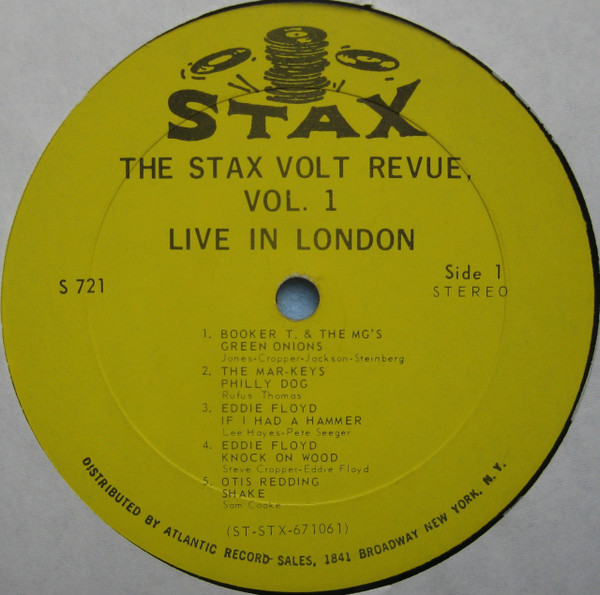 STAX
THE STAX VOLT REVUE,
VOL. 1
LIVE IN LONDON
S 721
Side 1
STEREO
1. BOOKER T. & THE MG'S
GREEN ONIONS
Jones-Cropper-Jackson-Steinberg
2. THE MAR-KEYS
PHILLY DOG
Rufus Thomas
3. EDDIE FLOYD
IF I HAD A HAMMER
Lee Hayes-Pete Seeger
4. EDDIE FLOYD
KNOCK ON WOOD
Steve Cropper-Eddie Floyd
5. OTIS REDDING
SHAKE
Sam Cooke
(ST-STX-671061)
DISTRIBUTED BY ATLANTIC RECORD SALES, 1841 BROADWAY NEW YORK, N.Y.